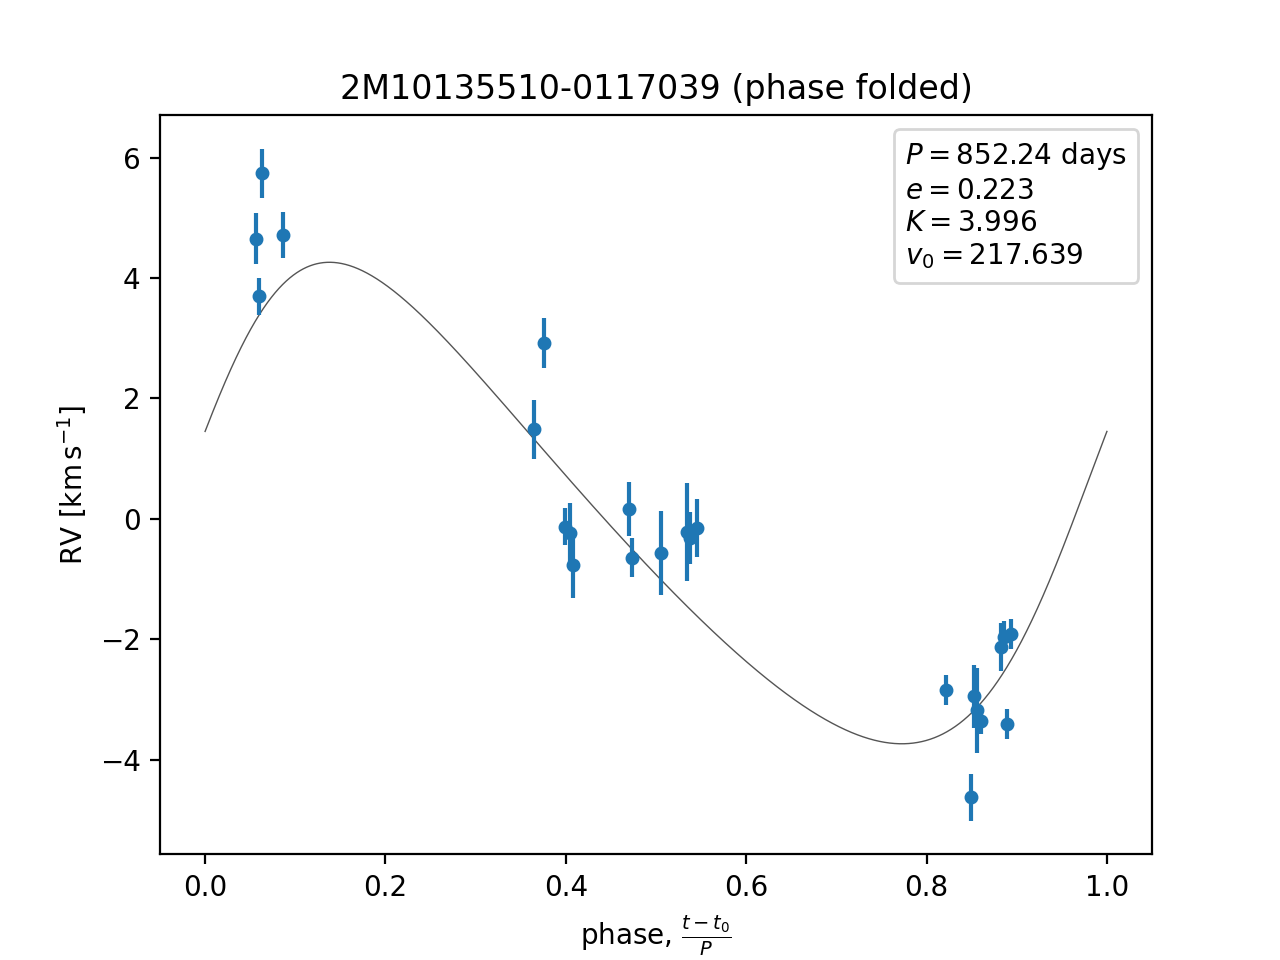 2M10135510-0117039 (phase folded)
P = 852.24 days
e = 0.223
K = 3.996
v₀ = 217.639
6
4
2
0
−2
−4
RV [km s⁻¹]
0.0 0.2 0.4 0.6 0.8 1.0
phase, (t − t₀)/P